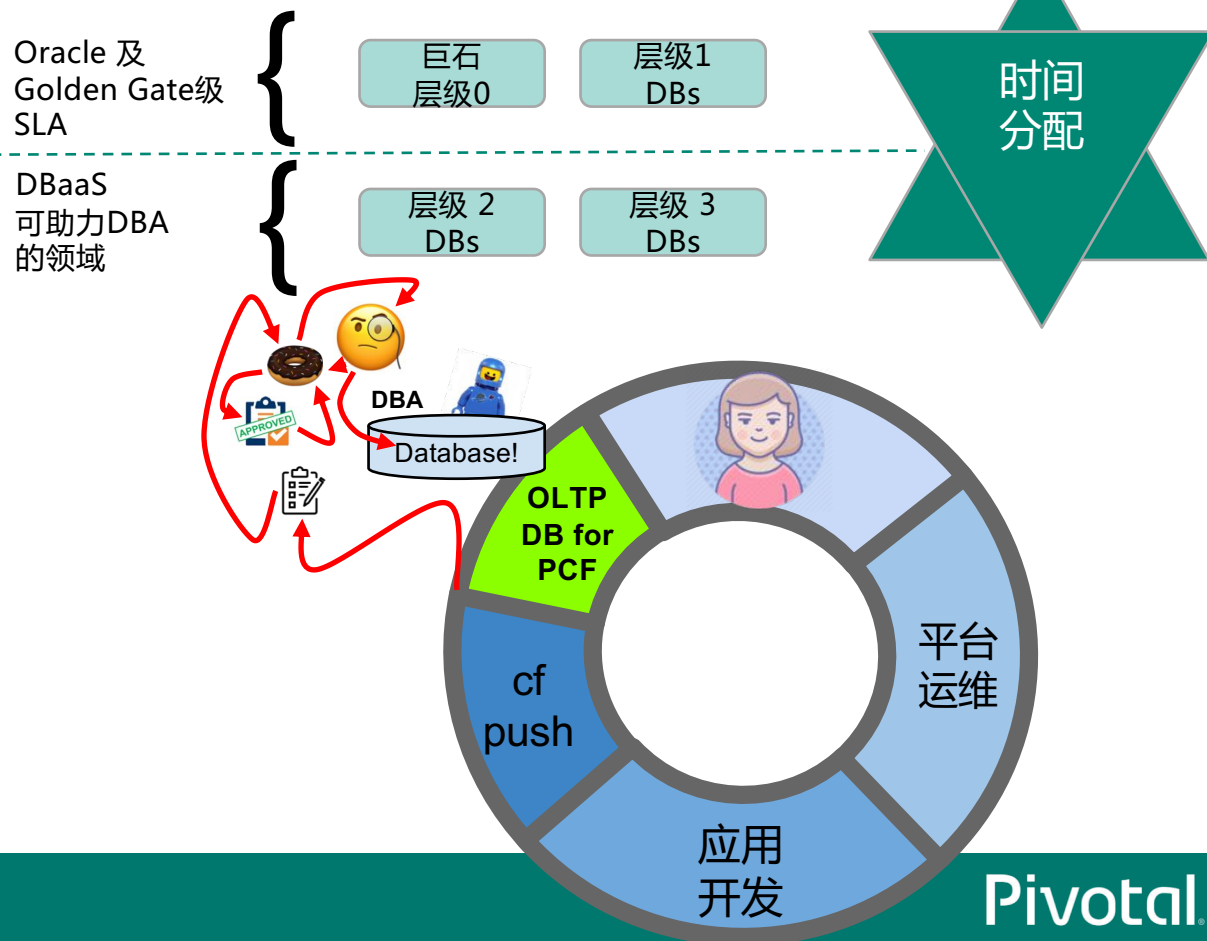 Oracle 及
Golden Gate级
SLA
巨石
层级0
层级1
DBs
时间
分配
DBaaS
可助力DBA
的领域
层级 2
DBs
层级 3
DBs
APPROVED
DBA
Database!
OLTP
DB for
PCF
cf
push
平台
运维
应用
开发
Pivotal